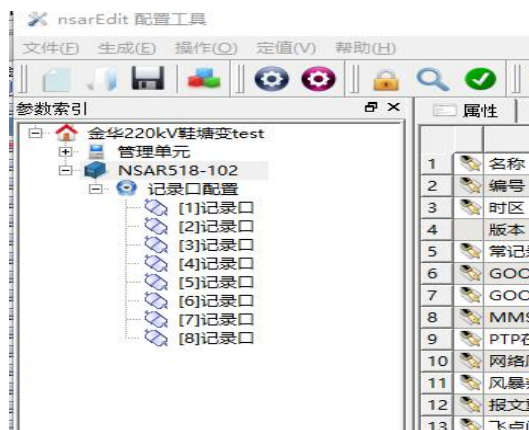 nsarEdit 配置工具
文件(F) 生成(E) 操作(O) 定值(V) 帮助(H)
参数索引
属性
金华220kV鞋塘变test
管理单元
NSAR518-102
记录口配置
[1]记录口
[2]记录口
[3]记录口
[4]记录口
[5]记录口
[6]记录口
[7]记录口
[8]记录口
1 名称
2 编号
3 时区
4 版本
5 常记
6 GOO
7 GOO
8 MMS
9 PTP
10 网络
11 风暴
12 报文
13 飞点